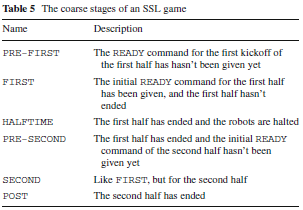 Table 5 The coarse stages of an SSL game
Name Description
PRE-FIRST The READY command for the first kickoff of
the first half has hasn't been given yet
FIRST The initial READY command for the first half
has been given, and the first half hasn't
ended
HALFTIME The first half has ended and the robots are halted
PRE-SECOND The first half has ended and the initial READY
command of the second half hasn't been
given yet
SECOND Like FIRST, but for the second half
POST The second half has ended